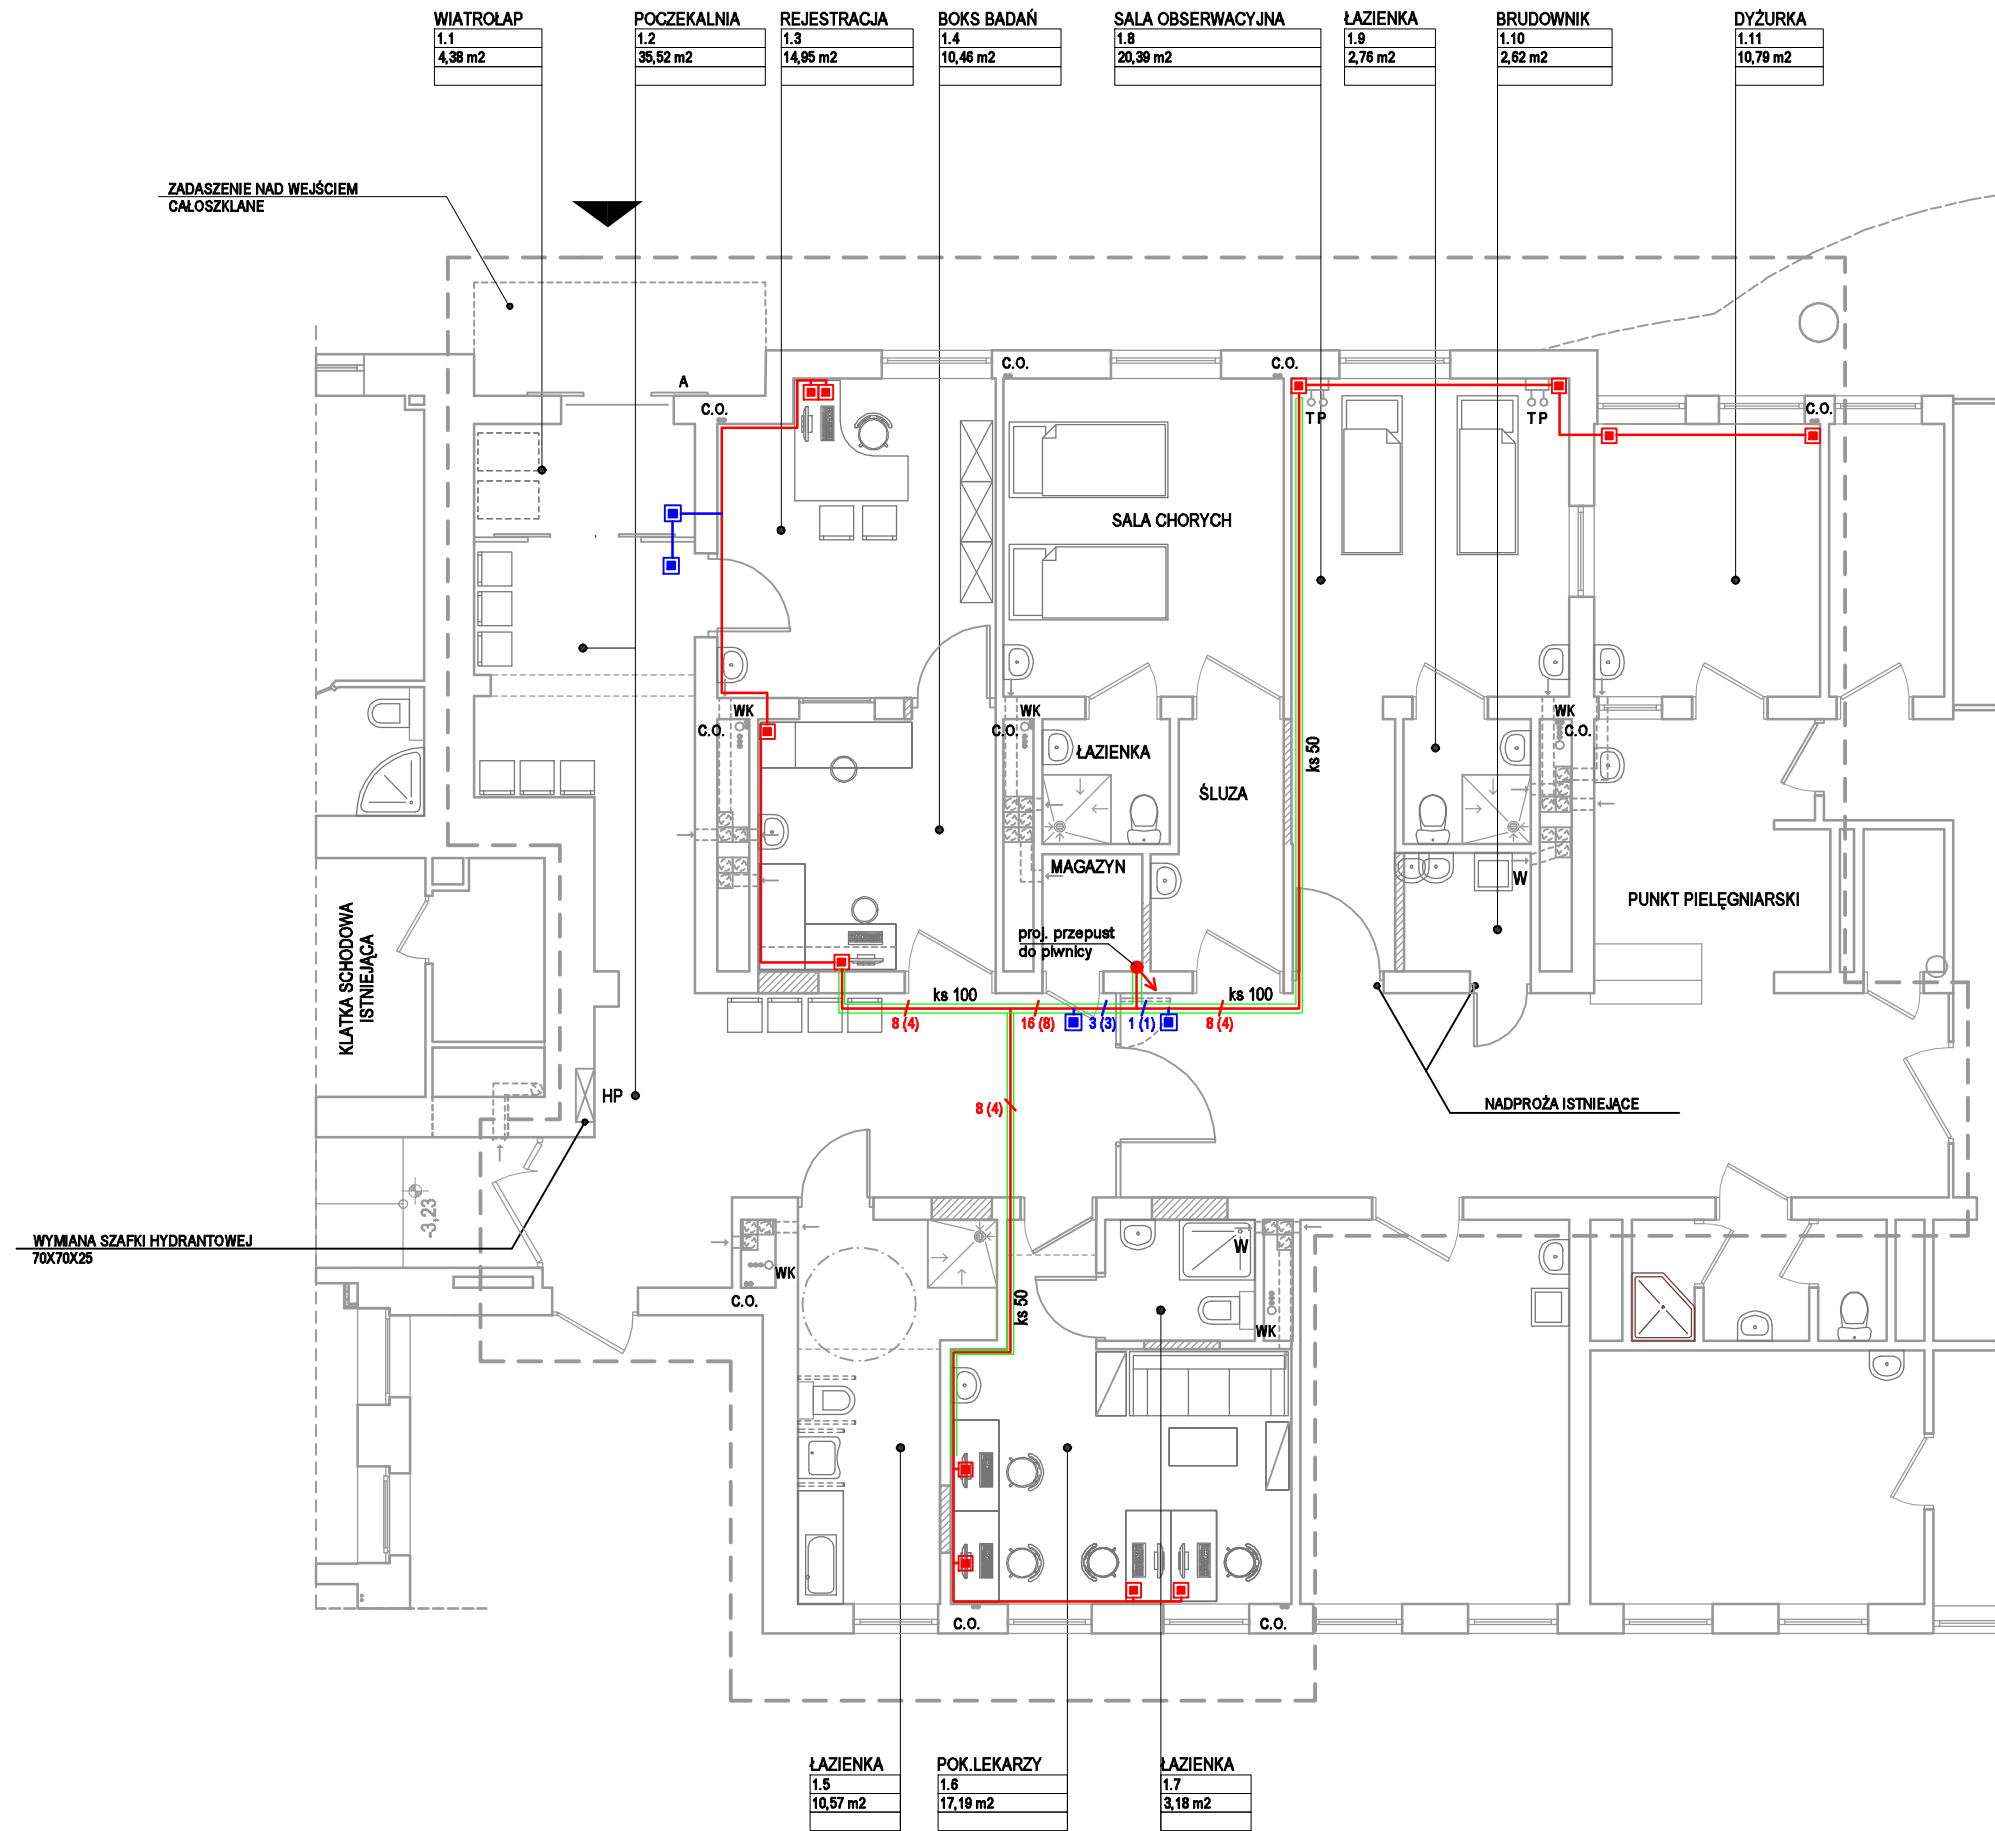 WIATROŁAP
1.1
4,38 m2
POCZEKALNIA
1.2
35,52 m2
REJESTRACJA
1.3
14,95 m2
BOKS BADAŃ
1.4
10,46 m2
SALA OBSERWACYJNA
1.8
20,39 m2
ŁAZIENKA
1.9
2,76 m2
BRUDOWNIK
1.10
2,62 m2
DYŻURKA
1.11
10,79 m2
ZADASZENIE NAD WEJŚCIEM
CAŁOSZKLANE
A
C.O.
C.O.
C.O.
C.O.
T P
T P
SALA CHORYCH
WK
C.O.
WK
C.O.
WK
C.O.
ŁAZIENKA
ks 50
ŚLUZA
MAGAZYN
W
PUNKT PIELĘGNIARSKI
KLATKA SCHODOWA
ISTNIEJĄCA
proj. przepust
do piwnicy
ks 100
ks 100
8 (4)
16 (8)
3 (3)
1 (1)
8 (4)
HP
8 (4)
NADPROŻA ISTNIEJĄCE
-3,23
WYMIANA SZAFKI HYDRANTOWEJ
70X70X25
WK
C.O.
W
ks 50
WK
C.O.
C.O.
ŁAZIENKA
1.5
10,57 m2
POK.LEKARZY
1.6
17,19 m2
ŁAZIENKA
1.7
3,18 m2